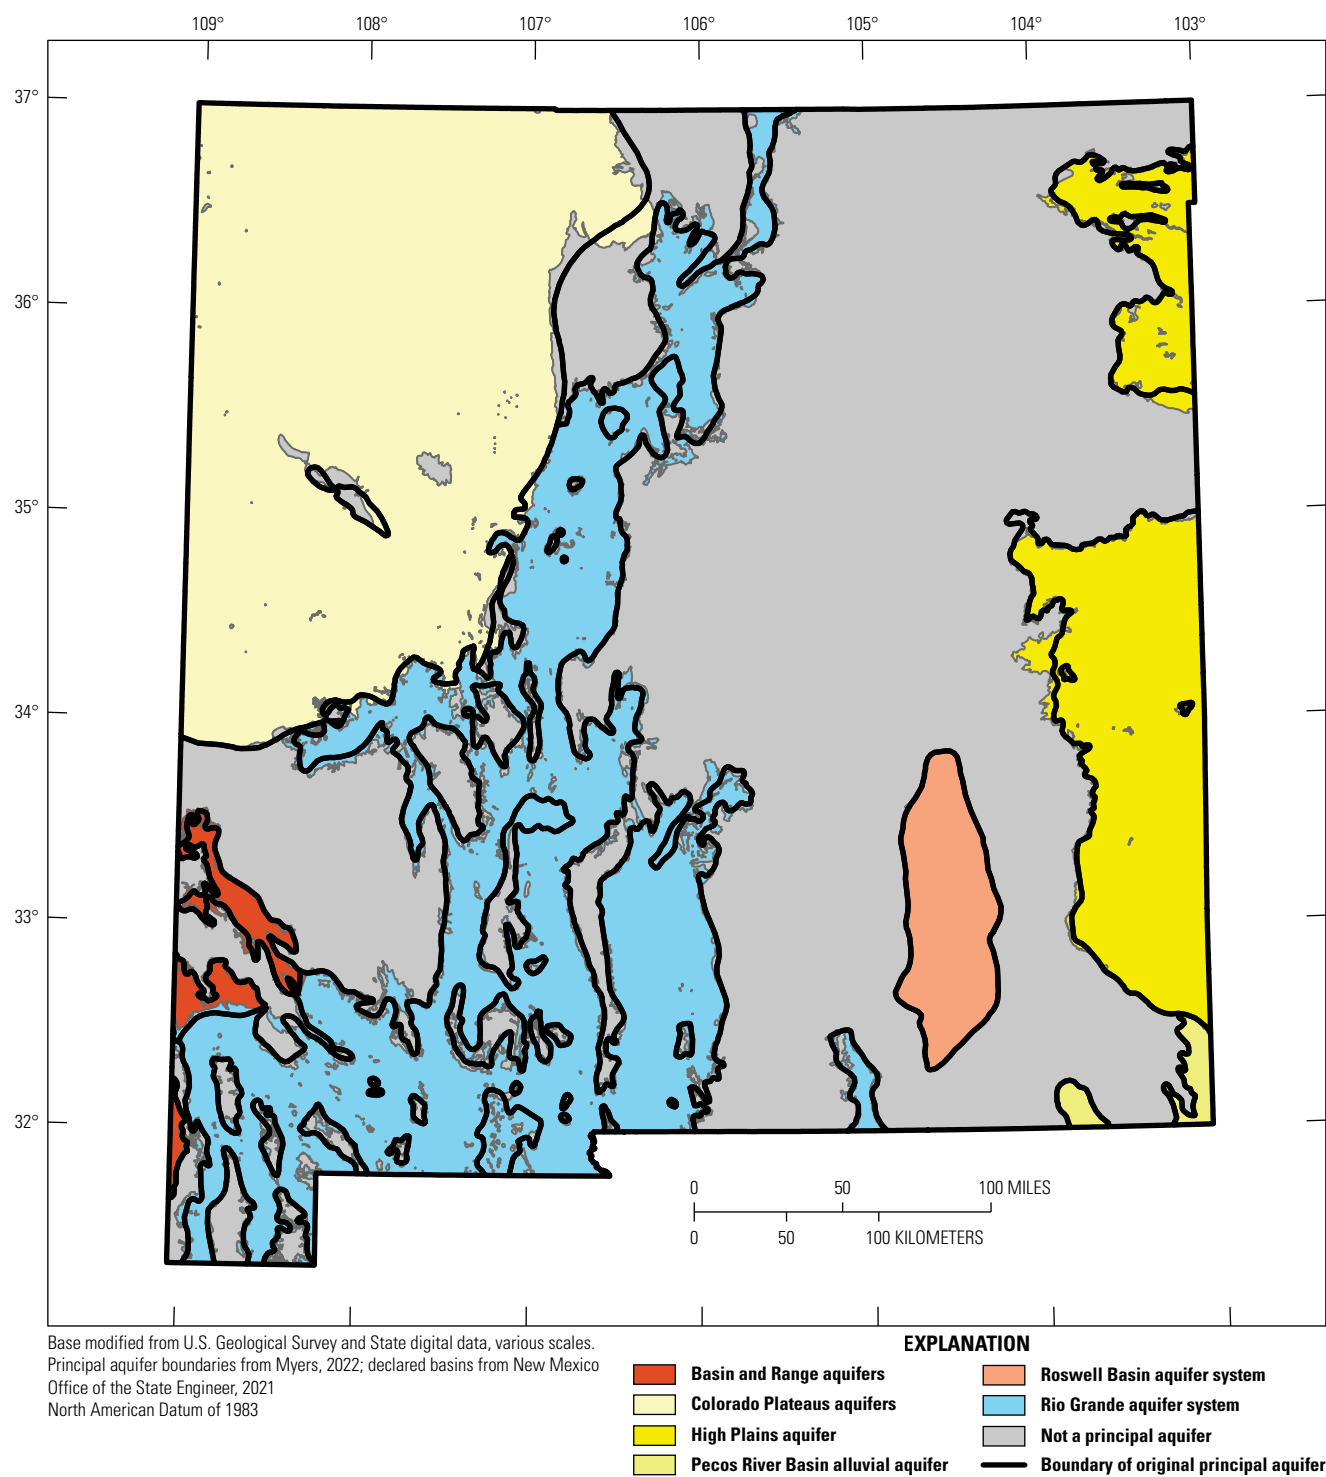 109° 108° 107° 106° 105° 104° 103°
37°
36°
35°
34°
33°
32°
0 50 100 MILES
0 50 100 KILOMETERS
Base modified from U.S. Geological Survey and State digital data, various scales.
Principal aquifer boundaries from Myers, 2022; declared basins from New Mexico
Office of the State Engineer, 2021
North American Datum of 1983
EXPLANATION
Basin and Range aquifers
Colorado Plateaus aquifers
High Plains aquifer
Pecos River Basin alluvial aquifer
Roswell Basin aquifer system
Rio Grande aquifer system
Not a principal aquifer
Boundary of original principal aquifer